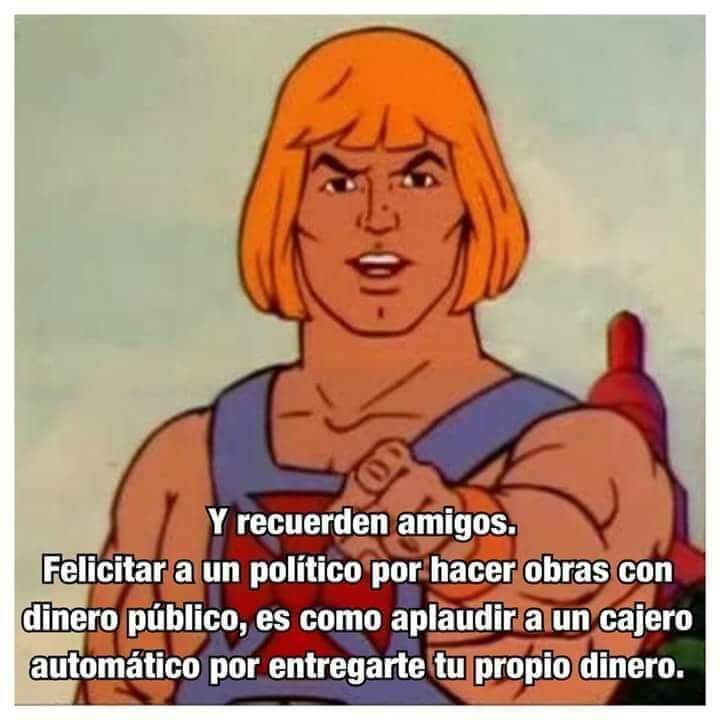 Y recuerden amigos.
Felicitar a un político por hacer obras con
dinero público, es como aplaudir a un cajero
automático por entregarte tu propio dinero.